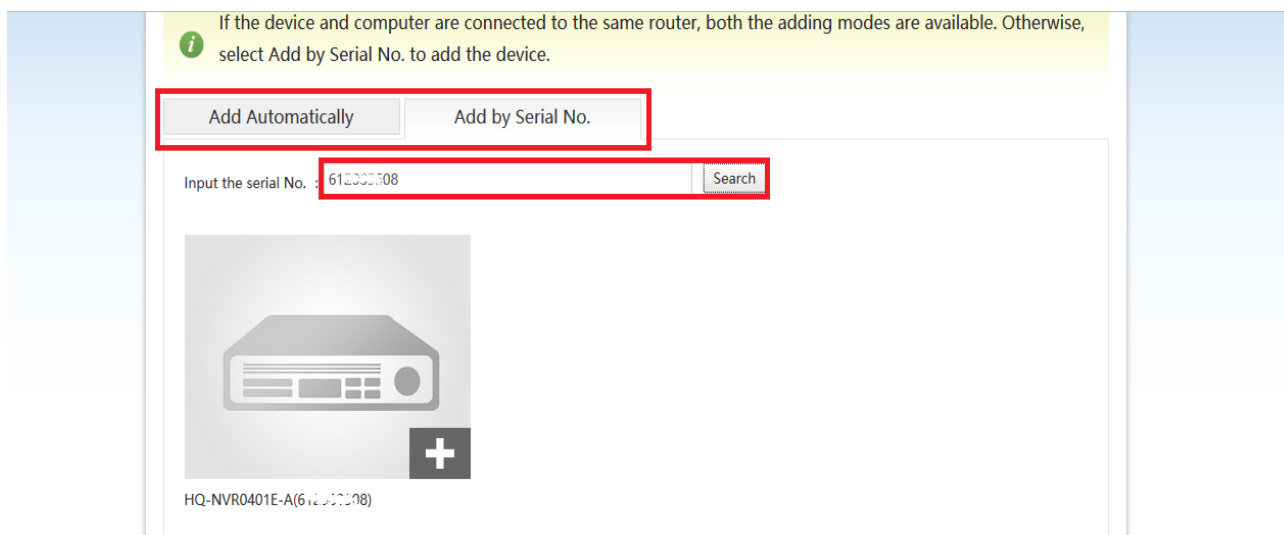 If the device and computer are connected to the same router, both the adding modes are available. Otherwise,
select Add by Serial No. to add the device.
Add Automatically Add by Serial No.
Input the serial No. : Search
HQ-NVR0401E-A